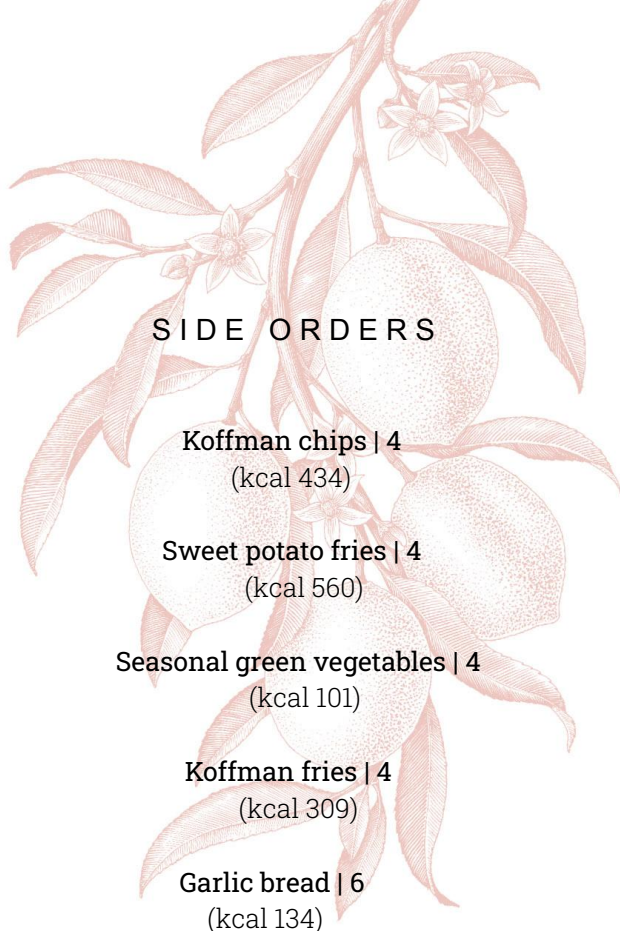 SIDE ORDERS
Koffman chips | 4
(kcal 434)
Sweet potato fries | 4
(kcal 560)
Seasonal green vegetables | 4
(kcal 101)
Koffman fries | 4
(kcal 309)
Garlic bread | 6
(kcal 134)